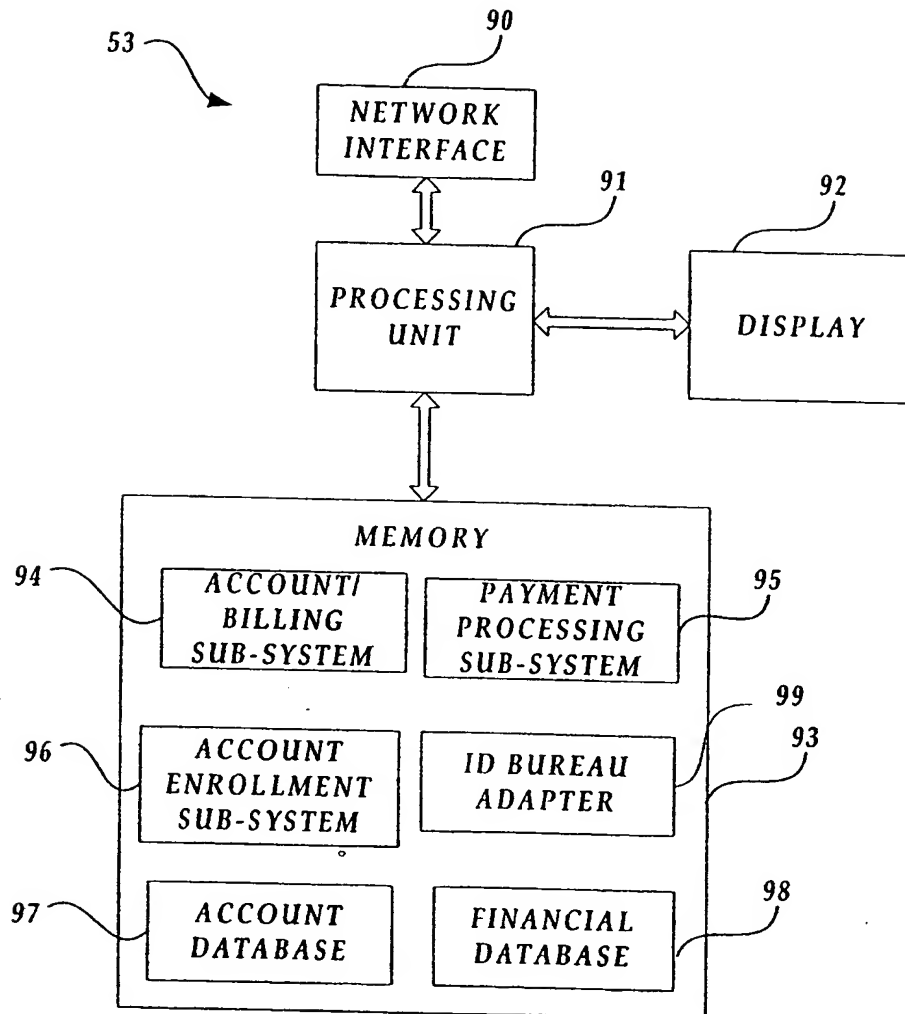 53
90
NETWORK
INTERFACE
91
92
PROCESSING
UNIT
DISPLAY
MEMORY
94
ACCOUNT/
BILLING
SUB-SYSTEM
PAYMENT
PROCESSING
SUB-SYSTEM
95
99
96
ACCOUNT
ENROLLMENT
SUB-SYSTEM
ID BUREAU
ADAPTER
93
97
ACCOUNT
DATABASE
FINANCIAL
DATABASE
98